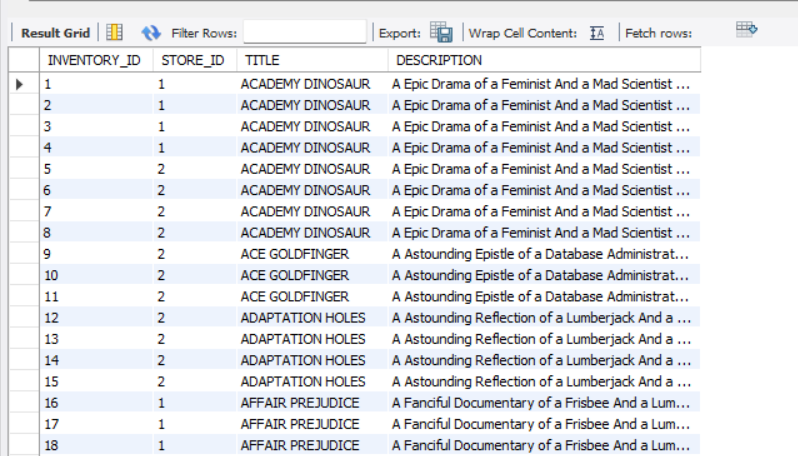 Result Grid Filter Rows: Export: Wrap Cell Content: IA Fetch rows:
INVENTORY_ID STORE_ID TITLE DESCRIPTION
1 1 ACADEMY DINOSAUR A Epic Drama of a Feminist And a Mad Scientist ...
2 1 ACADEMY DINOSAUR A Epic Drama of a Feminist And a Mad Scientist ...
3 1 ACADEMY DINOSAUR A Epic Drama of a Feminist And a Mad Scientist ...
4 1 ACADEMY DINOSAUR A Epic Drama of a Feminist And a Mad Scientist ...
5 2 ACADEMY DINOSAUR A Epic Drama of a Feminist And a Mad Scientist ...
6 2 ACADEMY DINOSAUR A Epic Drama of a Feminist And a Mad Scientist ...
7 2 ACADEMY DINOSAUR A Epic Drama of a Feminist And a Mad Scientist ...
8 2 ACADEMY DINOSAUR A Epic Drama of a Feminist And a Mad Scientist ...
9 2 ACE GOLDFINGER A Astounding Epistle of a Database Administrat...
10 2 ACE GOLDFINGER A Astounding Epistle of a Database Administrat...
11 2 ACE GOLDFINGER A Astounding Epistle of a Database Administrat...
12 2 ADAPTATION HOLES A Astounding Reflection of a Lumberjack And a ...
13 2 ADAPTATION HOLES A Astounding Reflection of a Lumberjack And a ...
14 2 ADAPTATION HOLES A Astounding Reflection of a Lumberjack And a ...
15 2 ADAPTATION HOLES A Astounding Reflection of a Lumberjack And a ...
16 1 AFFAIR PREJUDICE A Fanciful Documentary of a Frisbee And a Lum...
17 1 AFFAIR PREJUDICE A Fanciful Documentary of a Frisbee And a Lum...
18 1 AFFAIR PREJUDICE A Fanciful Documentary of a Frisbee And a Lum...